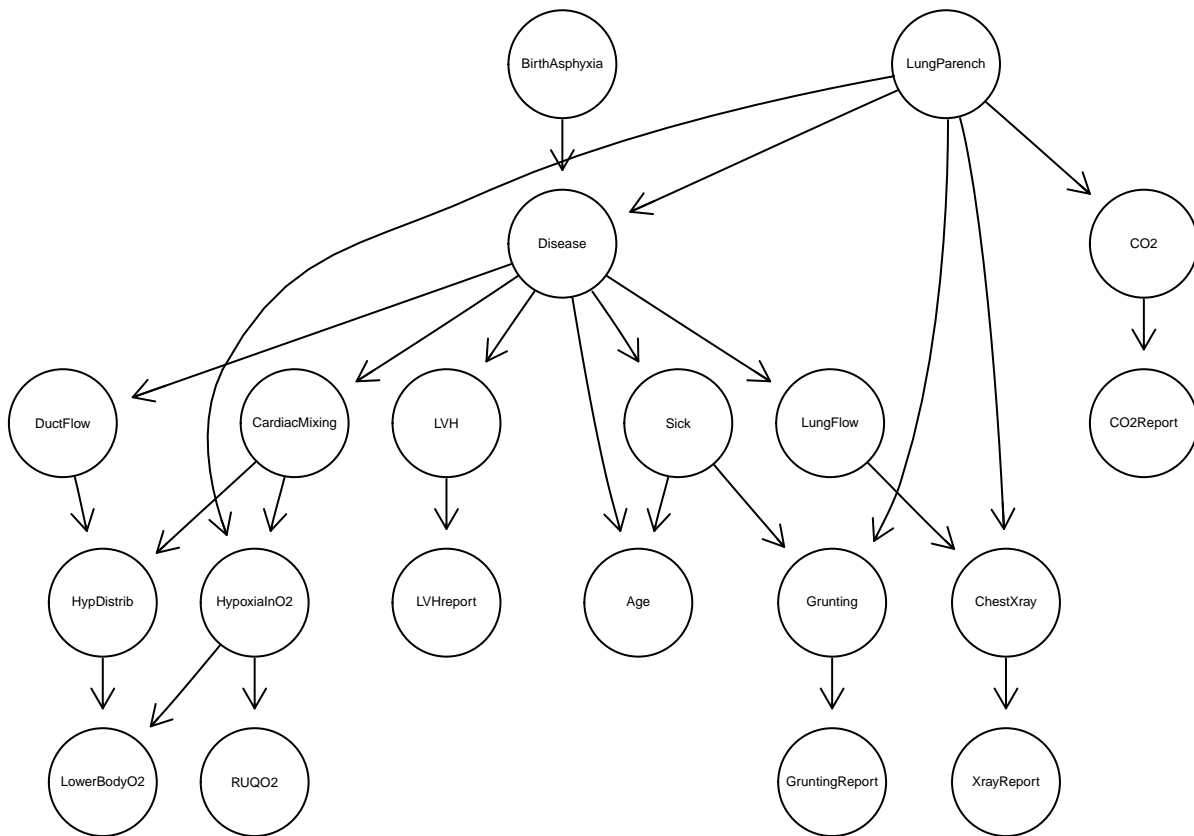 BirthAsphyxia
LungParench
Disease
CO2
DuctFlow
CardiacMixing
LVH
Sick
LungFlow
CO2Report
HypDistrib
HypoxiaInO2
LVHreport
Age
Grunting
ChestXray
LowerBodyO2
RUQO2
GruntingReport
XrayReport